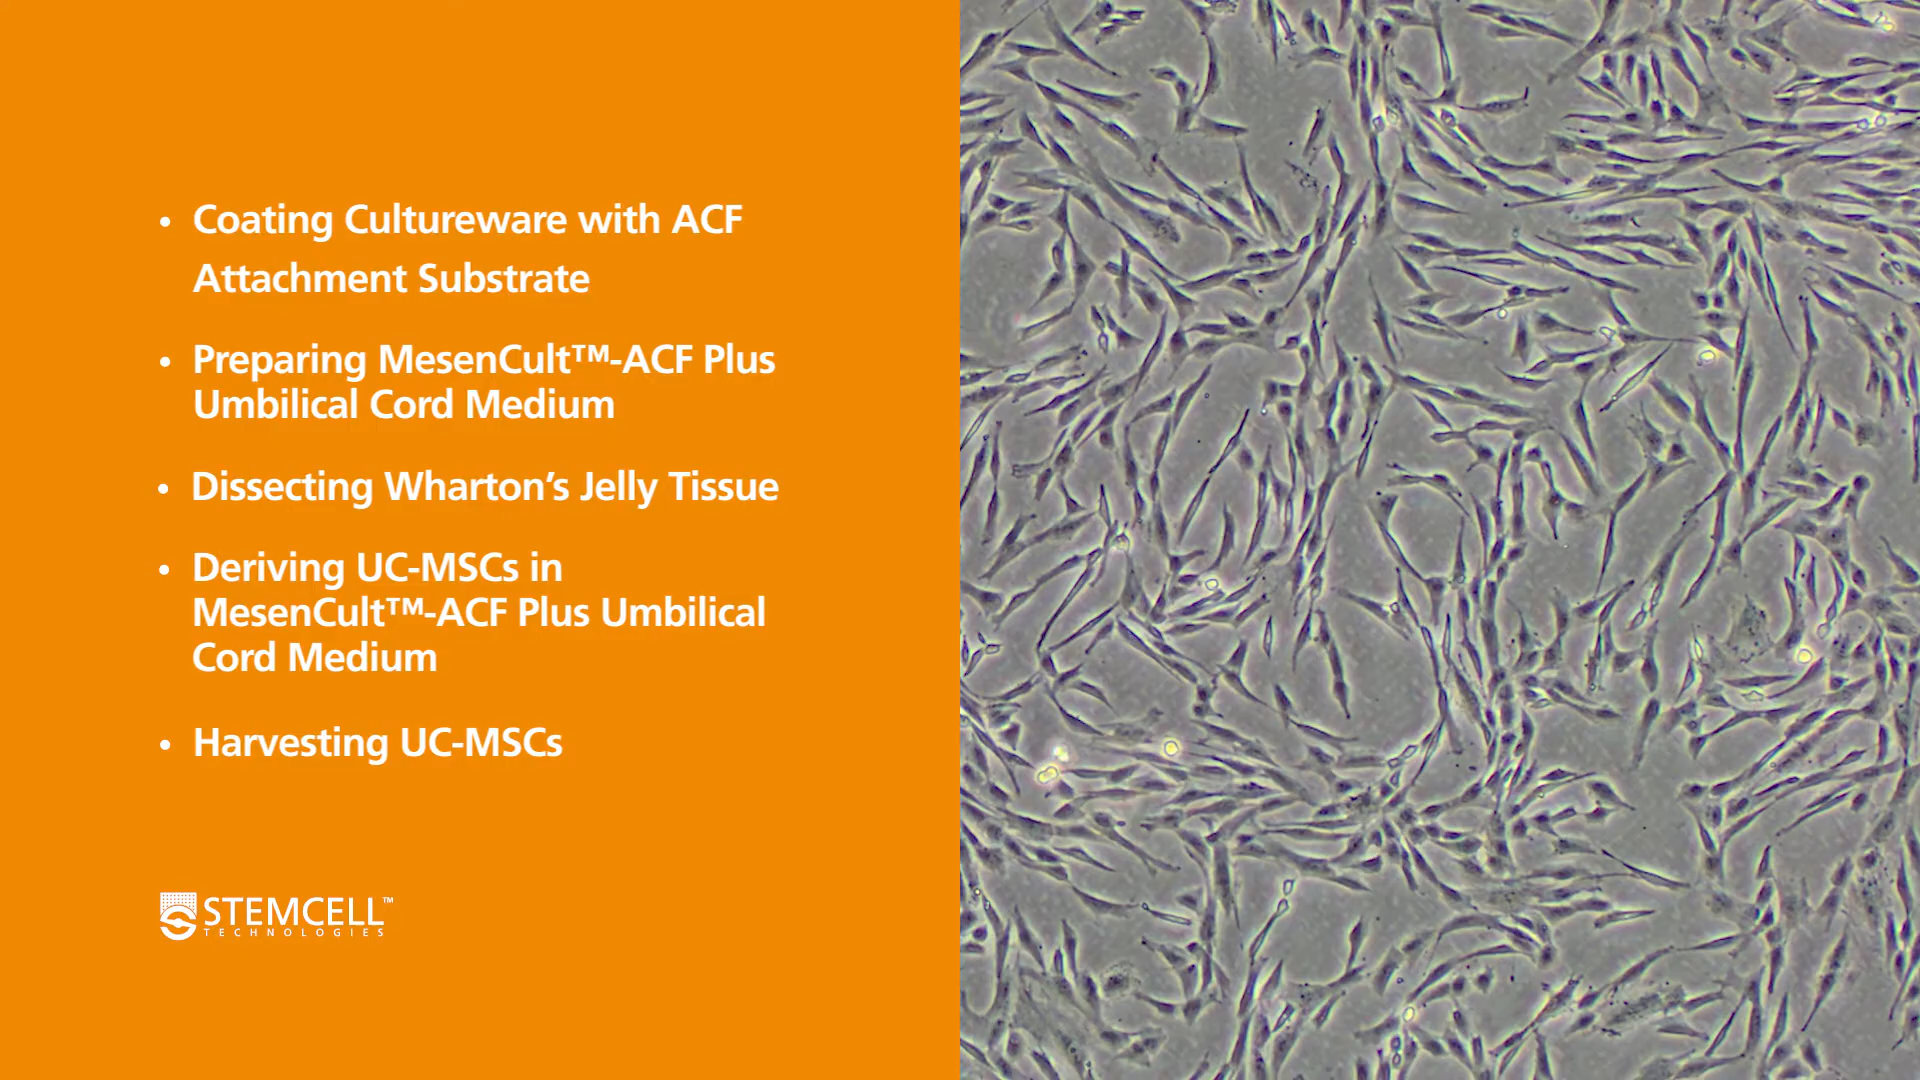 • Coating Cultureware with ACF
Attachment Substrate
• Preparing MesenCult™-ACF Plus
Umbilical Cord Medium
• Dissecting Wharton’s Jelly Tissue
• Deriving UC-MSCs in
MesenCult™-ACF Plus Umbilical
Cord Medium
• Harvesting UC-MSCs
STEMCELL™
TECHNOLOGIES